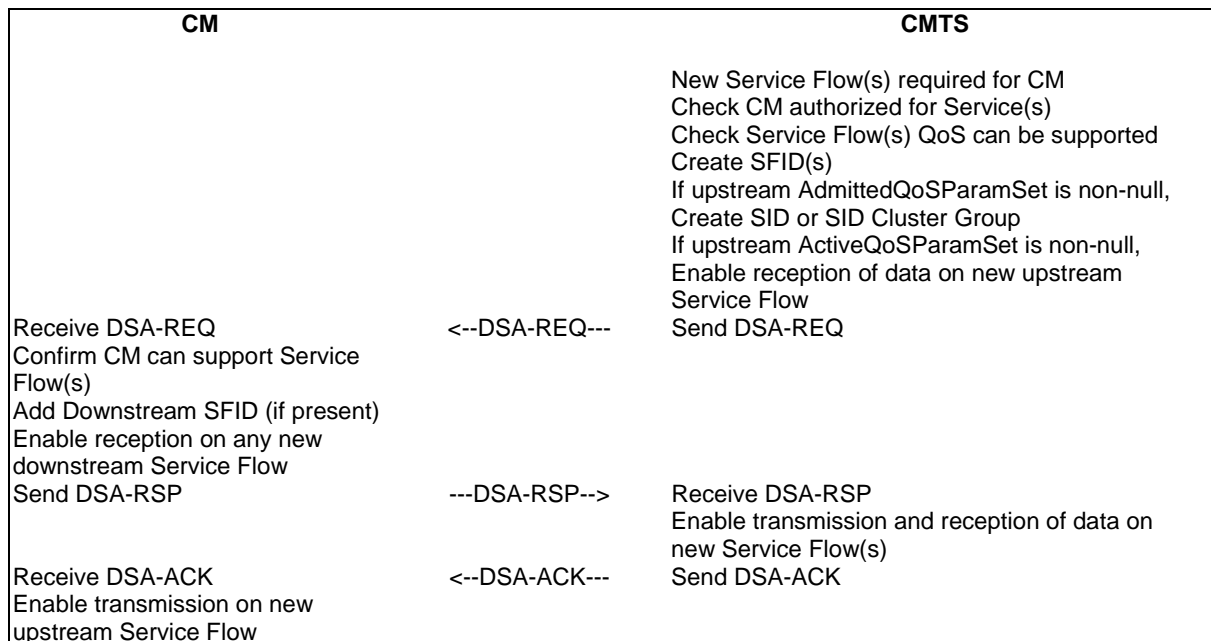 CM CMTS
New Service Flow(s) required for CM
Check CM authorized for Service(s)
Check Service Flow(s) QoS can be supported
Create SFID(s)
If upstream AdmittedQoSParamSet is non-null,
Create SID or SID Cluster Group
If upstream ActiveQoSParamSet is non-null,
Enable reception of data on new upstream
Service Flow
Receive DSA-REQ <--DSA-REQ--- Send DSA-REQ
Confirm CM can support Service
Flow(s)
Add Downstream SFID (if present)
Enable reception on any new
downstream Service Flow
Send DSA-RSP ---DSA-RSP--> Receive DSA-RSP
Enable transmission and reception of data on
new Service Flow(s)
Receive DSA-ACK <--DSA-ACK--- Send DSA-ACK
Enable transmission on new
upstream Service Flow